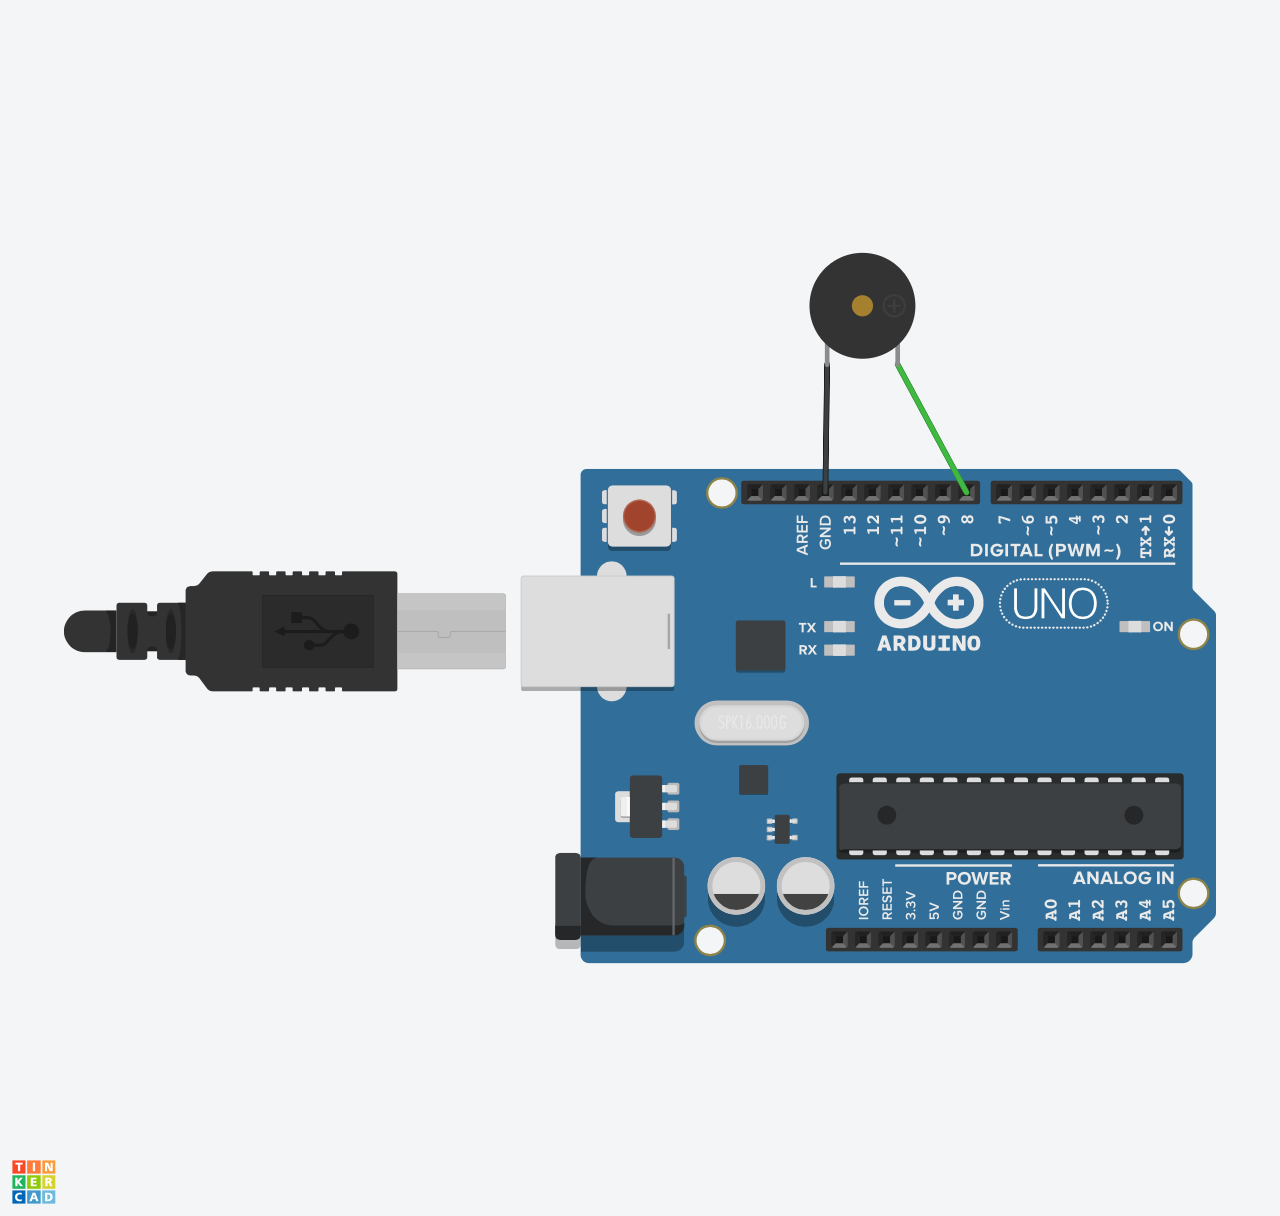 AREF
GND
13
12
~11
~10
~9
8
7
~6
~5
4
~3
2
TX→1
RX←0
DIGITAL (PWM~)
L
TX
RX
ARDUINO
UNO
ON
SPK16.000G
POWER
ANALOG IN
IOREF
RESET
3.3V
5V
GND
GND
Vin
A0
A1
A2
A3
A4
A5
TIN
KER
CAD